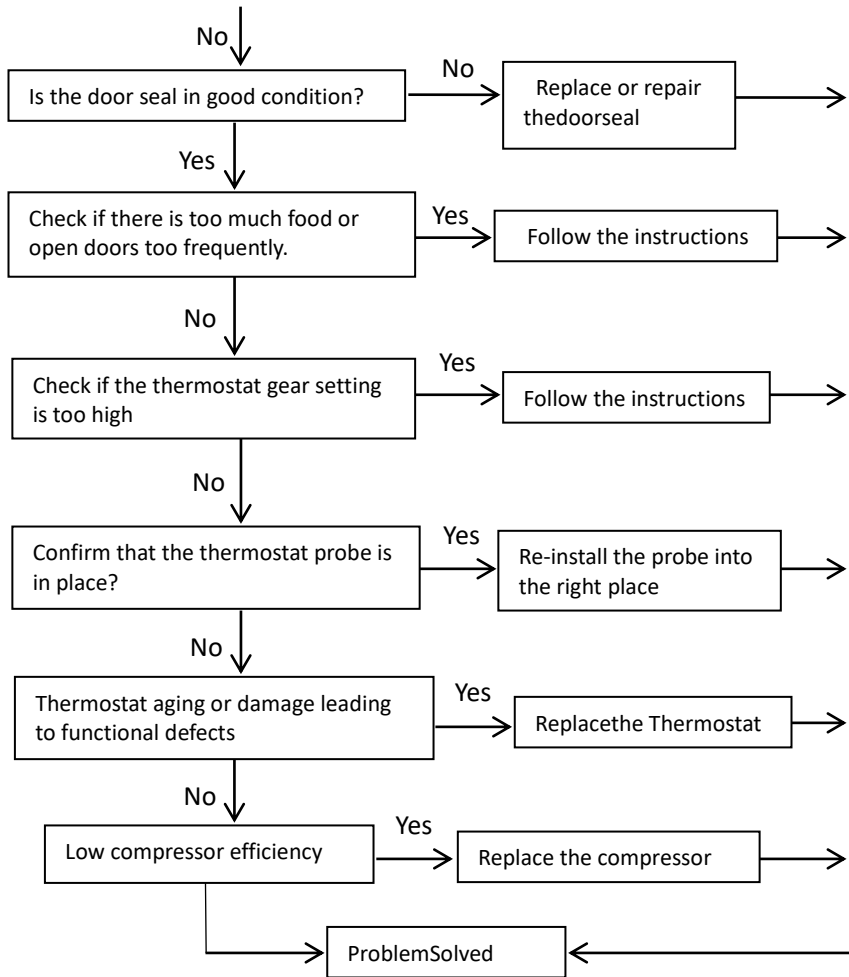 No
Is the door seal in good condition?
No
Replace or repair
thedoorseal
Yes
Check if there is too much food or
open doors too frequently.
Yes
Follow the instructions
No
Check if the thermostat gear setting
is too high
Yes
Follow the instructions
No
Confirm that the thermostat probe is
in place?
Yes
Re-install the probe into
the right place
No
Thermostat aging or damage leading
to functional defects
Yes
Replacethe Thermostat
No
Low compressor efficiency
Yes
Replace the compressor
ProblemSolved